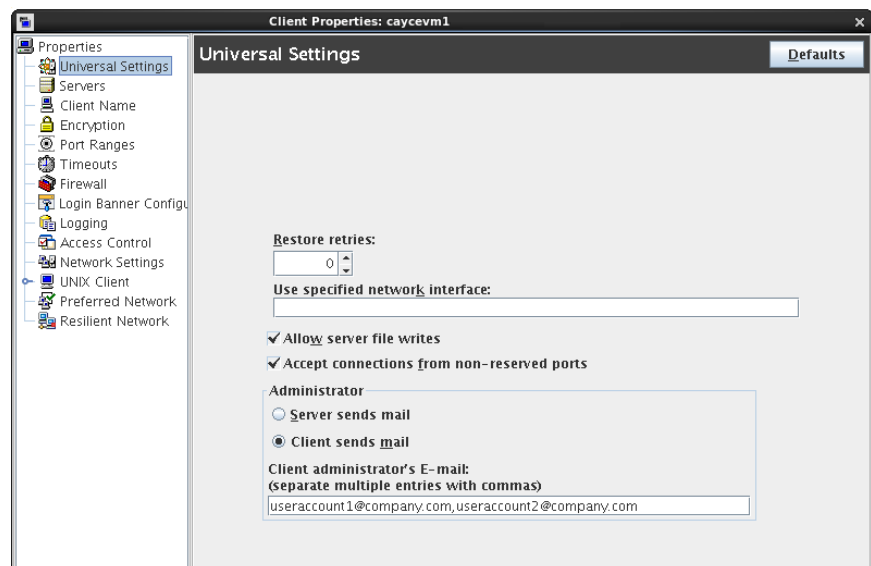 Client Properties: caycevm1
Properties
Universal Settings
Servers
Client Name
Encryption
Port Ranges
Timeouts
Firewall
Login Banner Configu
Logging
Access Control
Network Settings
UNIX Client
Preferred Network
Resilient Network
Universal Settings
Defaults
Restore retries:
0
Use specified network interface:
Allow server file writes
Accept connections from non-reserved ports
Administrator
Server sends mail
Client sends mail
Client administrator's E-mail:
(separate multiple entries with commas)
useraccount1@company.com,useraccount2@company.com